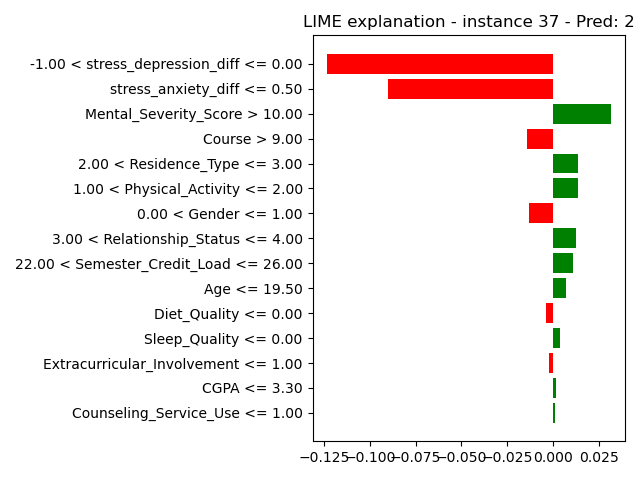 LIME explanation - instance 37 - Pred: 2
-1.00 < stress_depression_diff <= 0.00
stress_anxiety_diff <= 0.50
Mental_Severity_Score > 10.00
Course > 9.00
2.00 < Residence_Type <= 3.00
1.00 < Physical_Activity <= 2.00
0.00 < Gender <= 1.00
3.00 < Relationship_Status <= 4.00
22.00 < Semester_Credit_Load <= 26.00
Age <= 19.50
Diet_Quality <= 0.00
Sleep_Quality <= 0.00
Extracurricular_Involvement <= 1.00
CGPA <= 3.30
Counseling_Service_Use <= 1.00
−0.125 −0.100 −0.075 −0.050 −0.025 0.000 0.025